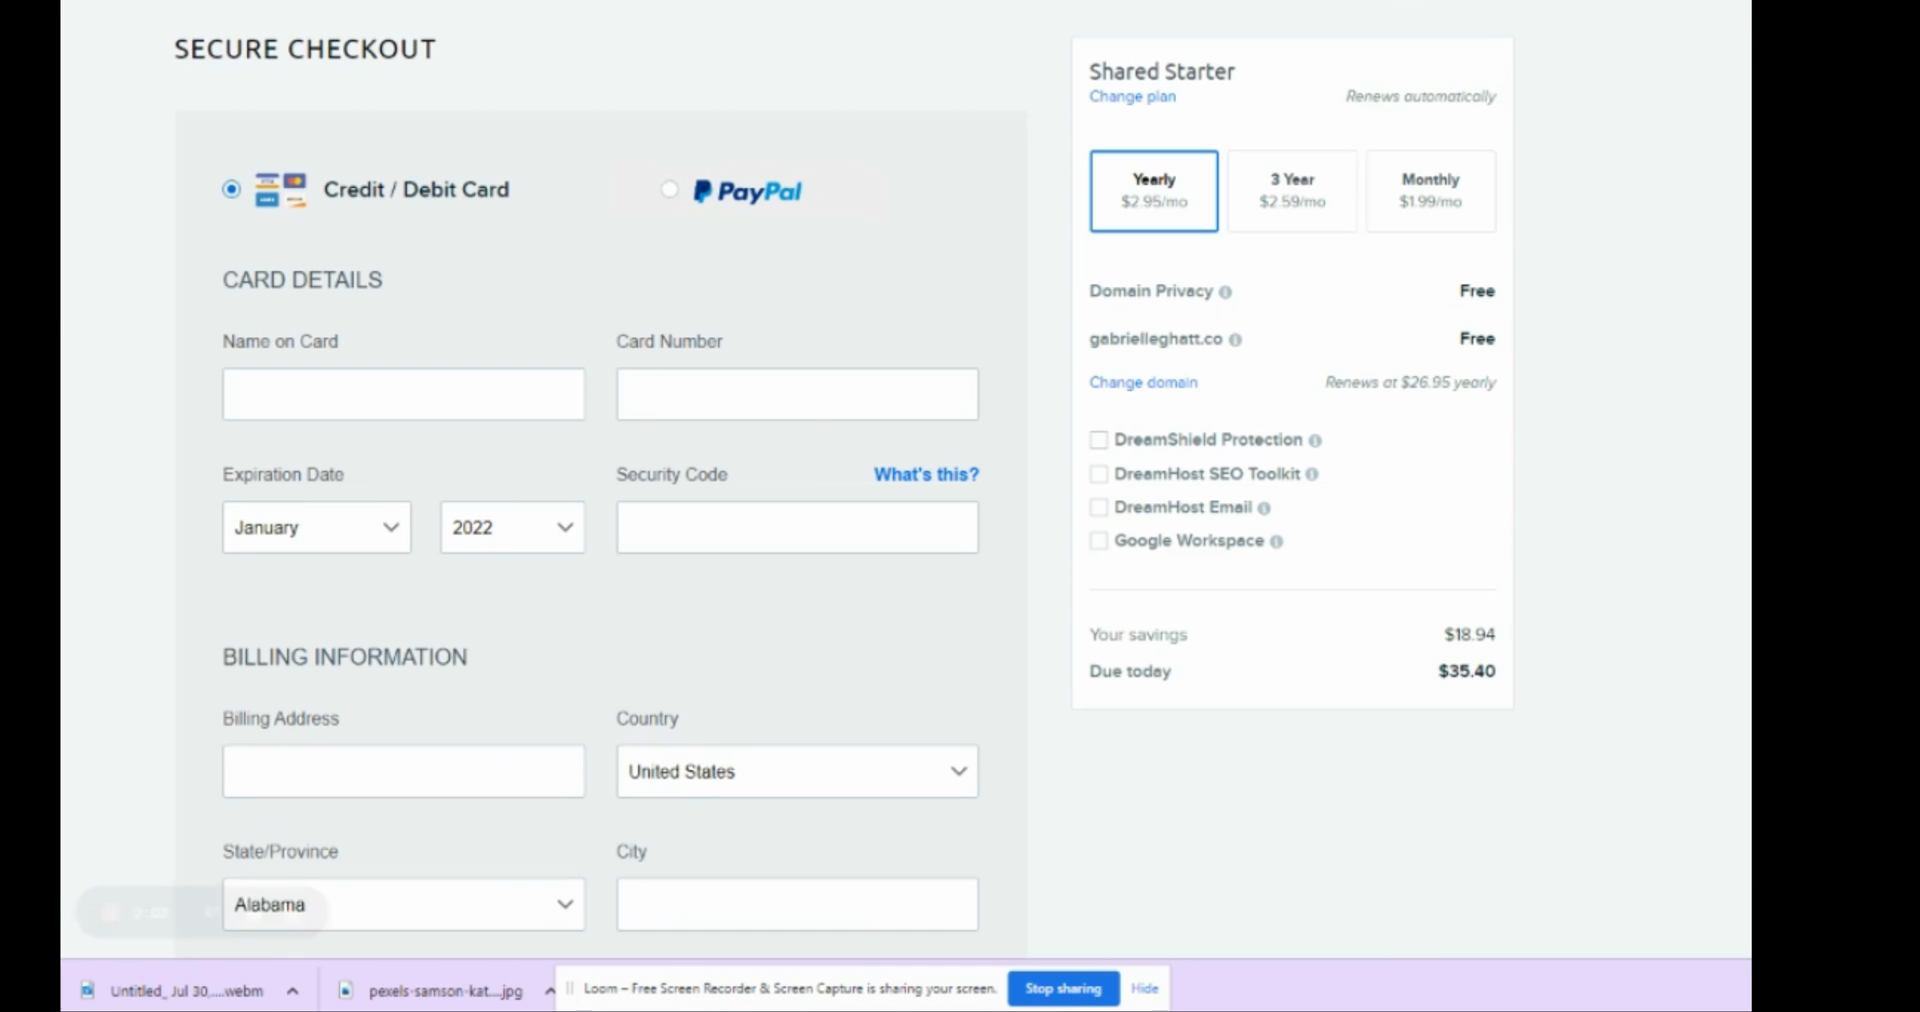 SECURE CHECKOUT
Credit / Debit Card
PayPal
CARD DETAILS
Name on Card
Card Number
Expiration Date
Security Code
What's this?
January
2022
BILLING INFORMATION
Billing Address
Country
United States
State/Province
City
Alabama
Shared Starter
Change plan
Renews automatically
Yearly
$2.95/mo
3 Year
$2.59/mo
Monthly
$1.99/mo
Domain Privacy
Free
gabrielleghatt.co
Free
Change domain
Renews at $26.95 yearly
DreamShield Protection
DreamHost SEO Toolkit
DreamHost Email
Google Workspace
Your savings
$18.94
Due today
$35.40
Untitled_ Jul 30,....webm
pexels-samson-kat....jpg
Loom – Free Screen Recorder & Screen Capture is sharing your screen.
Stop sharing
Hide